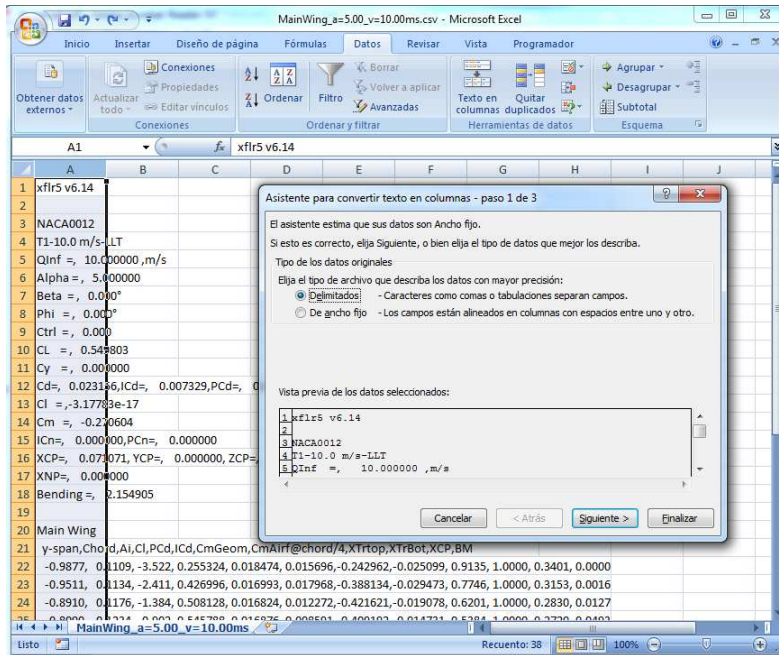 MainWing_a=5.00_v=10.00ms.csv - Microsoft Excel
Inicio Insertar Diseño de página Fórmulas Datos Revisar Vista Programador
Obtener datos externos
Actualizar todo
Conexiones
Propiedades
Editar vínculos
Conexiones
Ordenar
Filtro
Borrar
Volver a aplicar
Avanzadas
Ordenar y filtrar
Texto en columnas
Quitar duplicados
Herramientas de datos
Agrupar
Desagrupar
Subtotal
Esquema
A1 fx xflr5 v6.14
A B C D E F G H I J
1 xflr5 v6.14
2
3 NACA0012
4 T1-10.0 m/s-LLT
5 QInf =, 10.000000 ,m/s
6 Alpha =, 5.000000
7 Beta =, 0.000°
8 Phi =, 0.000°
9 Ctrl =, 0.000
10 CL =, 0.549803
11 Cy =, 0.000000
12 Cd=, 0.023156,ICd=, 0.007329,PCd=, 0
13 Cl =,-3.17783e-17
14 Cm =, -0.270604
15 ICn=, 0.000000,PCn=, 0.000000
16 XCP=, 0.071071, YCP=, 0.000000, ZCP=,
17 XNP=, 0.000000
18 Bending =, 2.154905
19
20 Main Wing
21 y-span,Chord,Ai,Cl,PCd,ICd,CmGeom,CmAirf@chord/4,XTrtop,XTrBot,XCP,BM
22 -0.9877, 0.1109, -3.522, 0.255324, 0.018474, 0.015696,-0.242962,-0.025099, 0.9135, 1.0000, 0.3401, 0.0000
23 -0.9511, 0.1134, -2.411, 0.426996, 0.016993, 0.017968,-0.388134,-0.029473, 0.7746, 1.0000, 0.3153, 0.0016
24 -0.8910, 0.1176, -1.384, 0.508128, 0.016824, 0.012272,-0.421621,-0.019078, 0.6201, 1.0000, 0.2830, 0.0127
Asistente para convertir texto en columnas - paso 1 de 3
El asistente estima que sus datos son Ancho fijo.
Si esto es correcto, elija Siguiente, o bien elija el tipo de datos que mejor los describa.
Tipo de los datos originales
Elija el tipo de archivo que describa los datos con mayor precisión:
Delimitados - Caracteres como comas o tabulaciones separan campos.
De ancho fijo - Los campos están alineados en columnas con espacios entre uno y otro.
Vista previa de los datos seleccionados:
1 xflr5 v6.14
2
3 NACA0012
4 T1-10.0 m/s-LLT
5 QInf =, 10.000000 ,m/s
Cancelar < Atrás Siguiente > Finalizar
MainWing_a=5.00_v=10.00ms
Listo Recuento: 38 100%